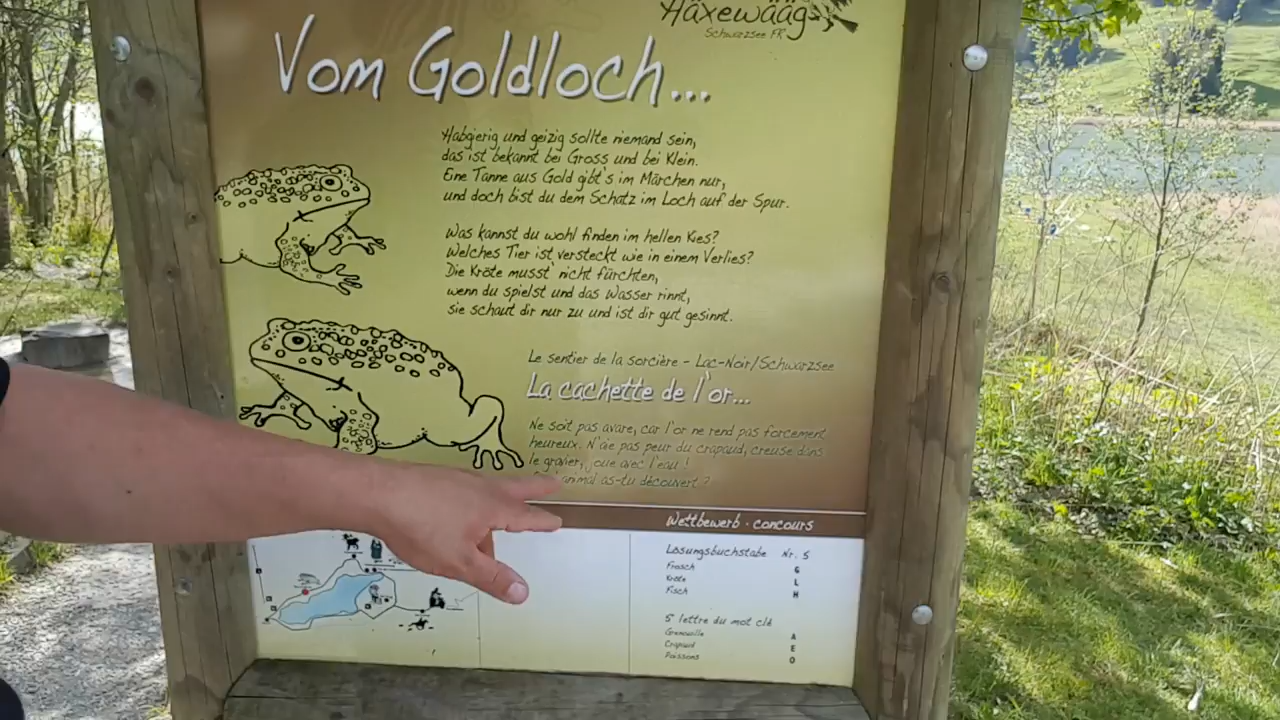 Häxewäág
Schwarzsee FR
Vom Goldloch...
Habgierig und geizig sollte niemand sein,
das ist bekannt bei Gross und bei Klein.
Eine Tanne aus Gold gibt's im Märchen nur,
und doch bist du dem Schatz im Loch auf der Spur.
Was kannst du wohl finden im hellen Kies?
Welches Tier ist versteckt wie in einem Verlies?
Die Kröte musst' nicht fürchten,
wenn du spielst und das Wasser rinnt,
sie schaut dir nur zu und ist dir gut gesinnt.
Le sentier de la sorcière - Lac-Noir/Schwarzsee
La cachette de l'or...
Ne soit pas avare, car l'or ne rend pas forcement
heureux. N'aie pas peur du crapaud, creuse dans
le gravier, joue avec l'eau !
animal as-tu découvert ?
Wettbewerb · concours
Lösungsbuchstabe Nr. 5
Frosch G
Kröte L
Fisch H
5e lettre du mot clé
Grenouille A
Crapaud E
Poissons O